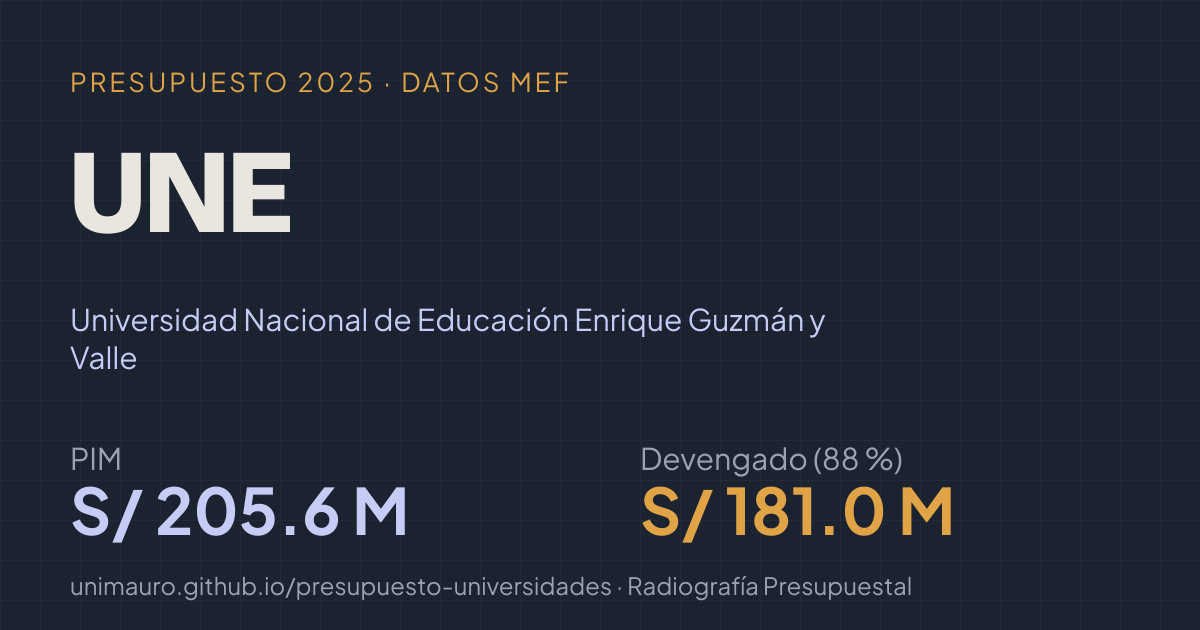 PRESUPUESTO 2025 · DATOS MEF
UNE
Universidad Nacional de Educación Enrique Guzmán y
Valle
PIM
S/ 205.6 M
Devengado (88 %)
S/ 181.0 M
unimauro.github.io/presupuesto-universidades · Radiografía Presupuestal